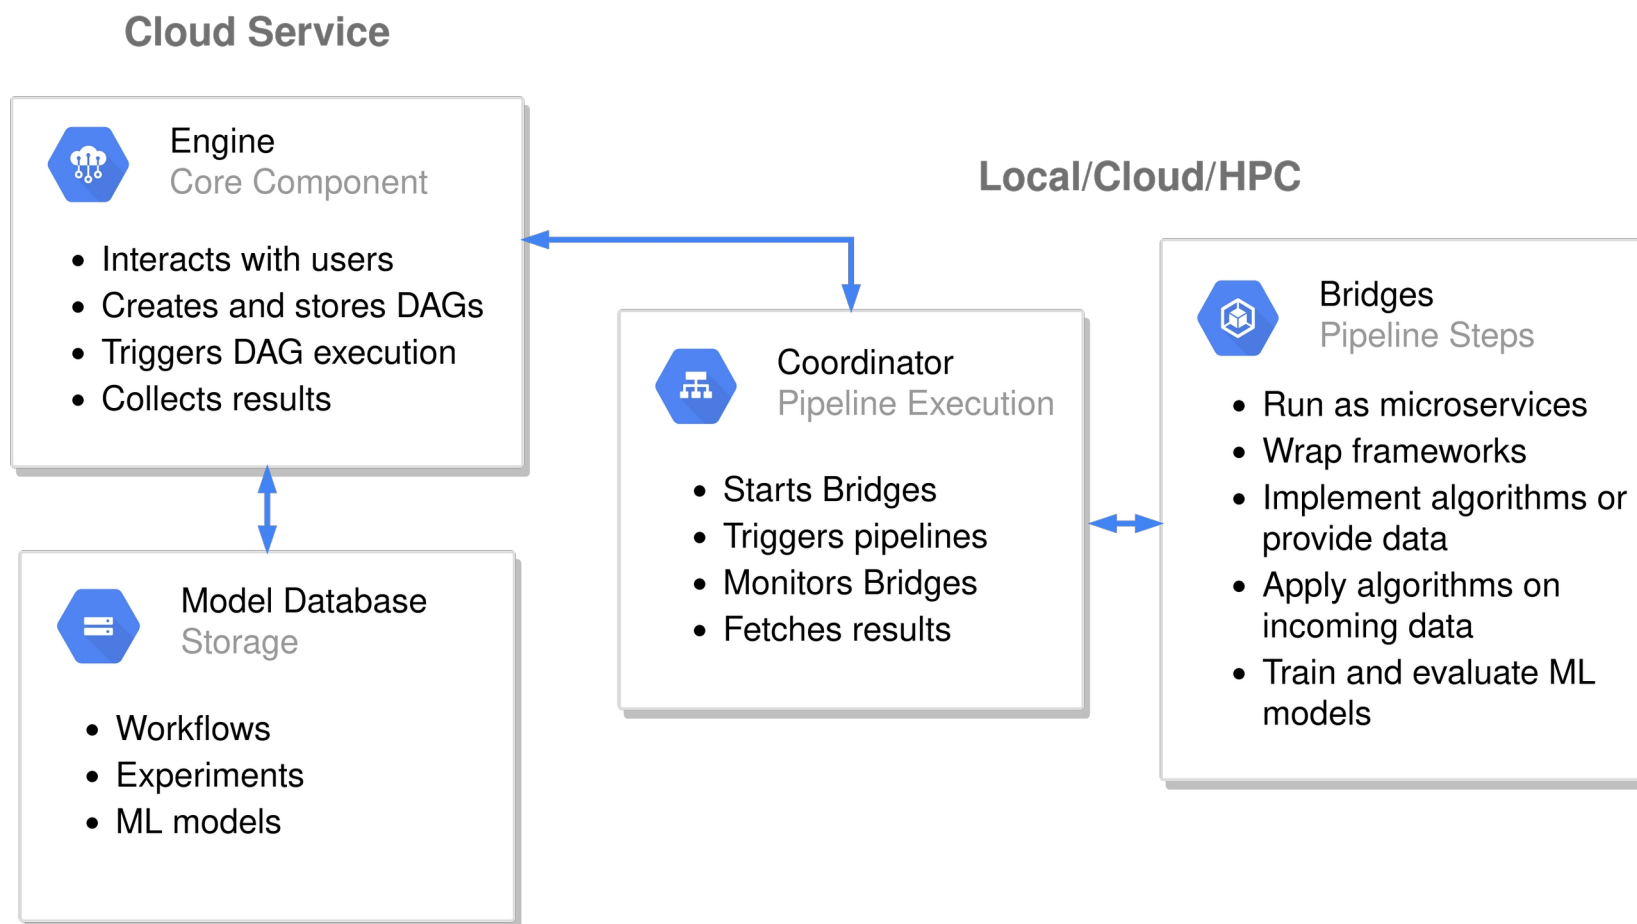 Cloud Service
Engine
Core Component
• Interacts with users
• Creates and stores DAGs
• Triggers DAG execution
• Collects results
Model Database
Storage
• Workflows
• Experiments
• ML models
Local/Cloud/HPC
Coordinator
Pipeline Execution
• Starts Bridges
• Triggers pipelines
• Monitors Bridges
• Fetches results
Bridges
Pipeline Steps
• Run as microservices
• Wrap frameworks
• Implement algorithms or
provide data
• Apply algorithms on
incoming data
• Train and evaluate ML
models